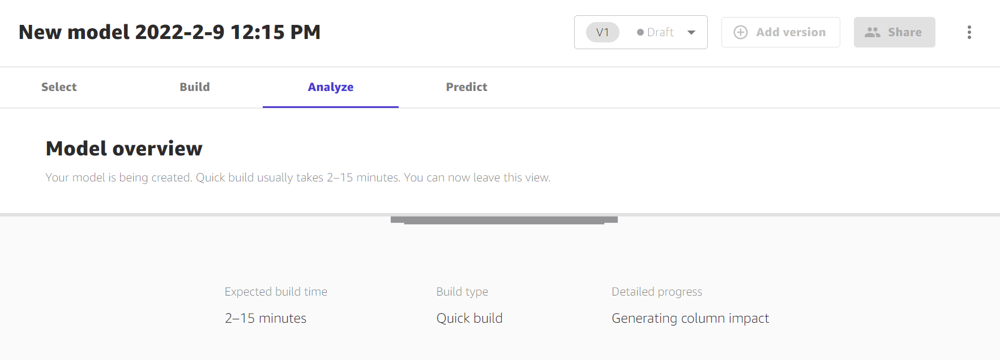 New model 2022-2-9 12:15 PM
V1 Draft
Add version
Share
Select Build Analyze Predict
Model overview
Your model is being created. Quick build usually takes 2–15 minutes. You can now leave this view.
Expected build time Build type Detailed progress
2–15 minutes Quick build Generating column impact